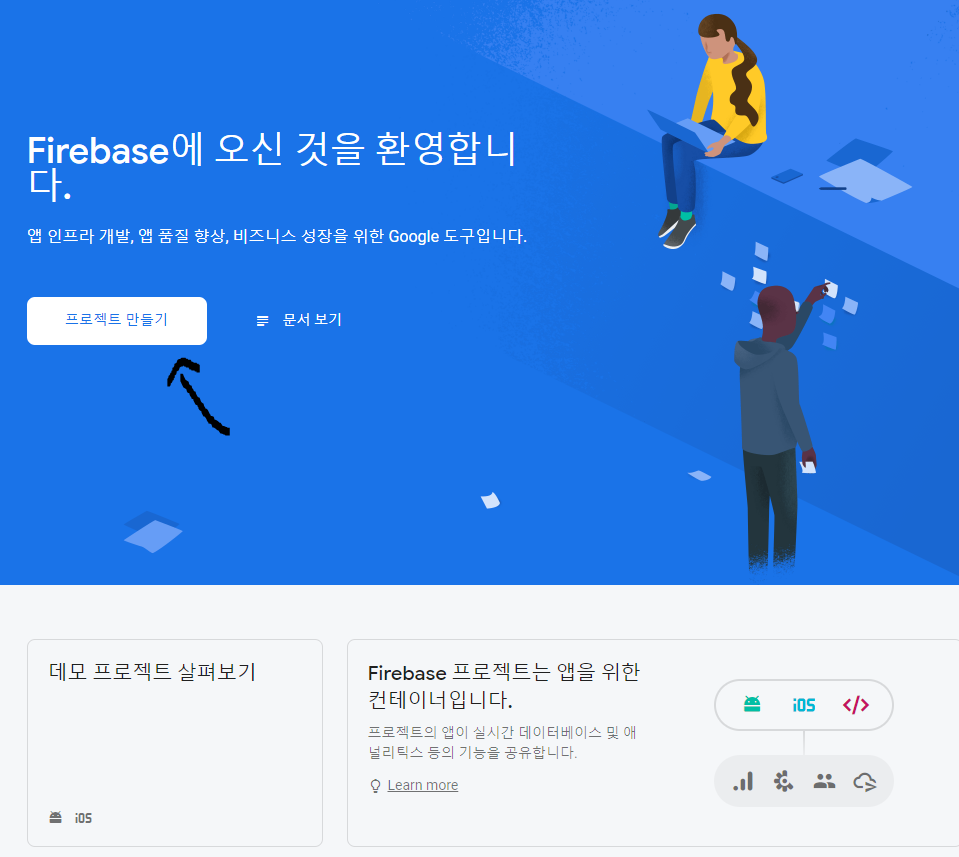 Firebase에 오신 것을 환영합니
다.
앱 인프라 개발, 앱 품질 향상, 비즈니스 성장을 위한 Google 도구입니다.
프로젝트 만들기
문서 보기
데모 프로젝트 살펴보기
iOS
Firebase 프로젝트는 앱을 위한
컨테이너입니다.
프로젝트의 앱이 실시간 데이터베이스 및 애
널리틱스 등의 기능을 공유합니다.
Learn more
iOS